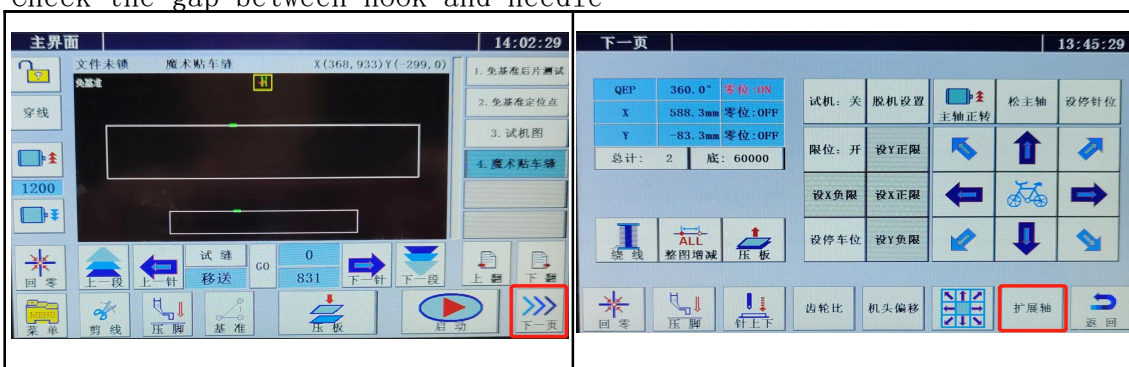 Check the gap between hook and needle
主界面
14:02:29
文件未锁 魔术贴车缝 X(368,933)Y(-299,0)
免基准
穿线
1200
回零
1.免基准后片测试
2.免基准定位点
3.试机图
4.魔术贴车缝
上一段
上一针
试缝
移送
GO
0
831
下一针
下一段
上翻
下翻
MENU
菜单
剪线
压脚
基准
压板
启动
下一页
下一页
13:45:29
QEP 360.0° 零位:ON
X 588.3mm 零位:OFF
Y -83.3mm 零位:OFF
总计: 2 底: 60000
试机: 关
脱机设置
主轴正转
松主轴
设停针位
限位: 开
设Y正限
设X负限
设X正限
设停车位
设Y负限
绕线
ALL
整图增减
压板
回零
压脚
针上下
齿轮比
机头偏移
扩展轴
返回